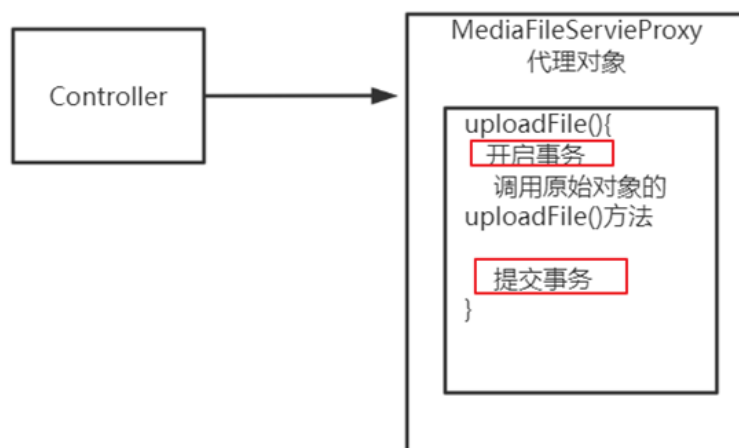 Controller
MediaFileServieProxy
代理对象
uploadFile(){
开启事务
调用原始对象的
uploadFile()方法
提交事务
}